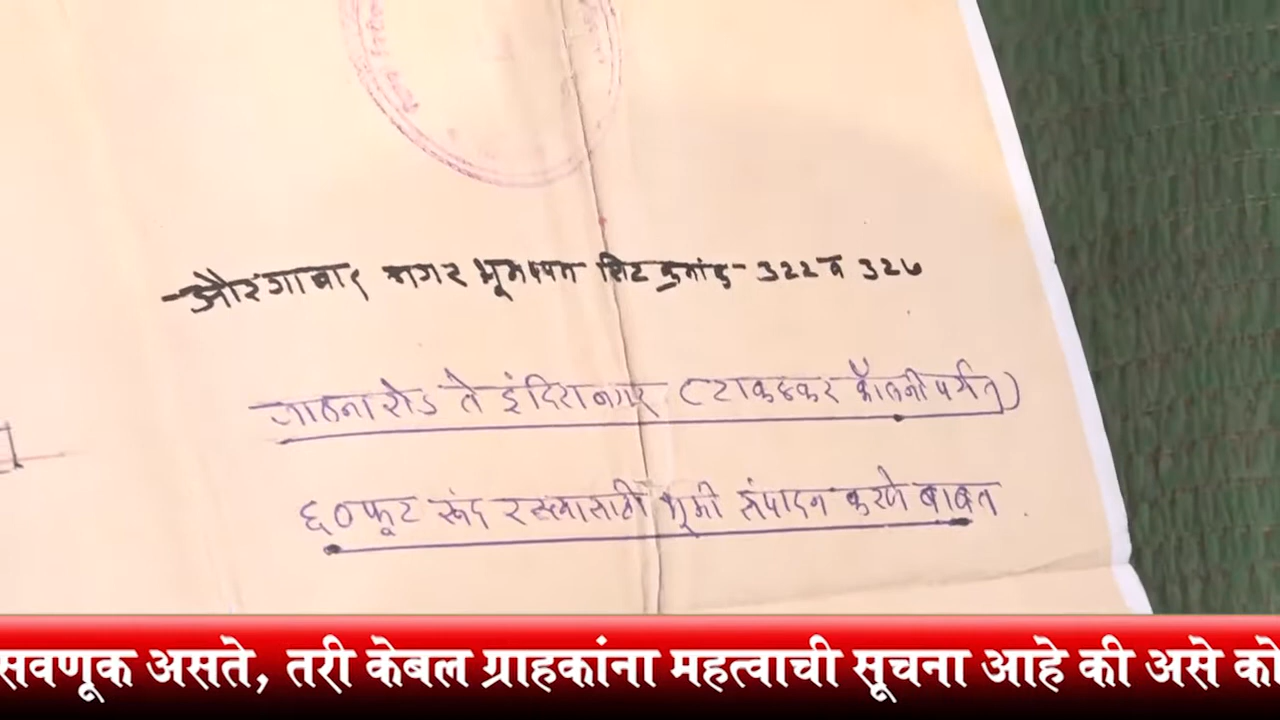 औरंगाबाद नगर भूमापन शिट क्रमांक - ३२२ व ३२७
जालना रोड ते इंदिरानगर (टाकळकर कॉलनी पर्यंत)
६० फूट रूंद रस्त्यासाठी भूमी संपादन करणे बाबत
सवणूक असते, तरी केबल ग्राहकांना महत्वाची सूचना आहे की असे को